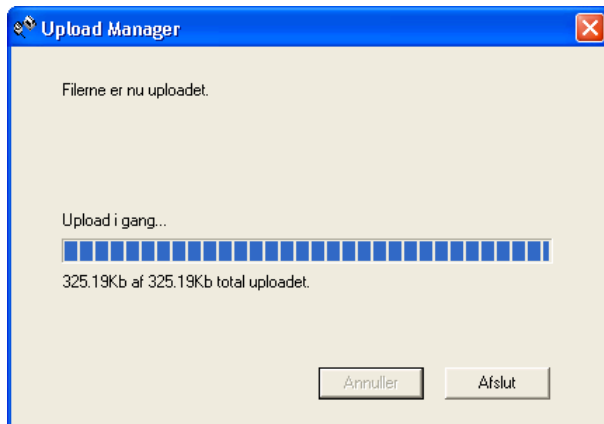 Upload Manager
Filerne er nu uploadet.
Upload i gang...
325.19Kb af 325.19Kb total uploadet.
Annuller
Afslut